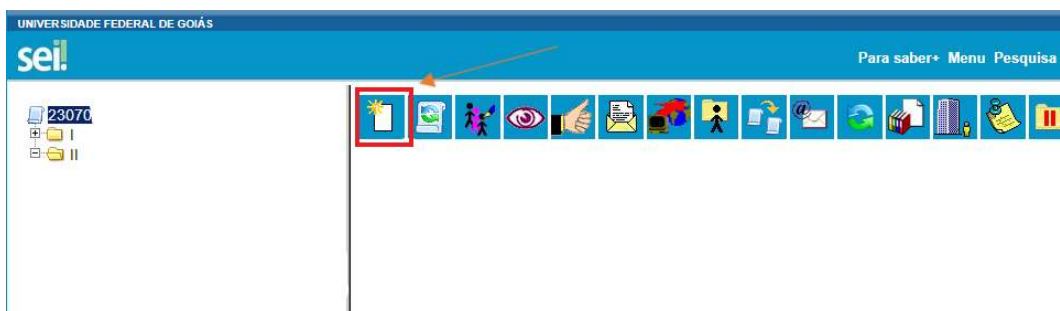 UNIVERSIDADE FEDERAL DE GOIÁS
sei!
Para saber+ Menu Pesquisa
23070
I
II